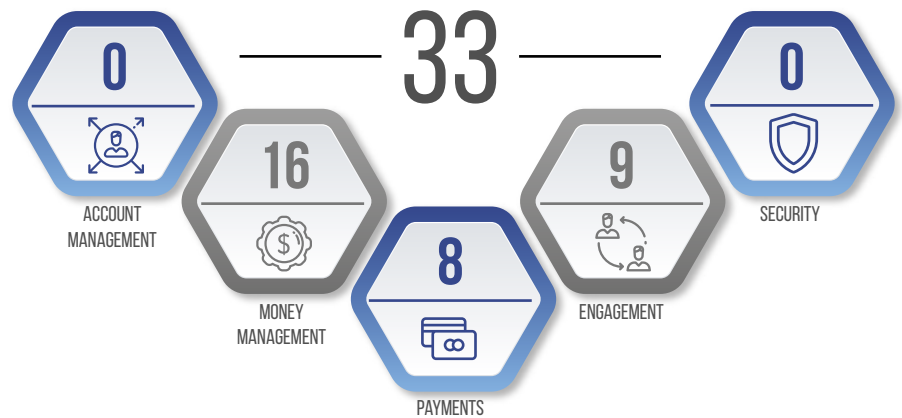 33
0
ACCOUNT
MANAGEMENT
16
$
MONEY
MANAGEMENT
8
PAYMENTS
9
ENGAGEMENT
0
SECURITY